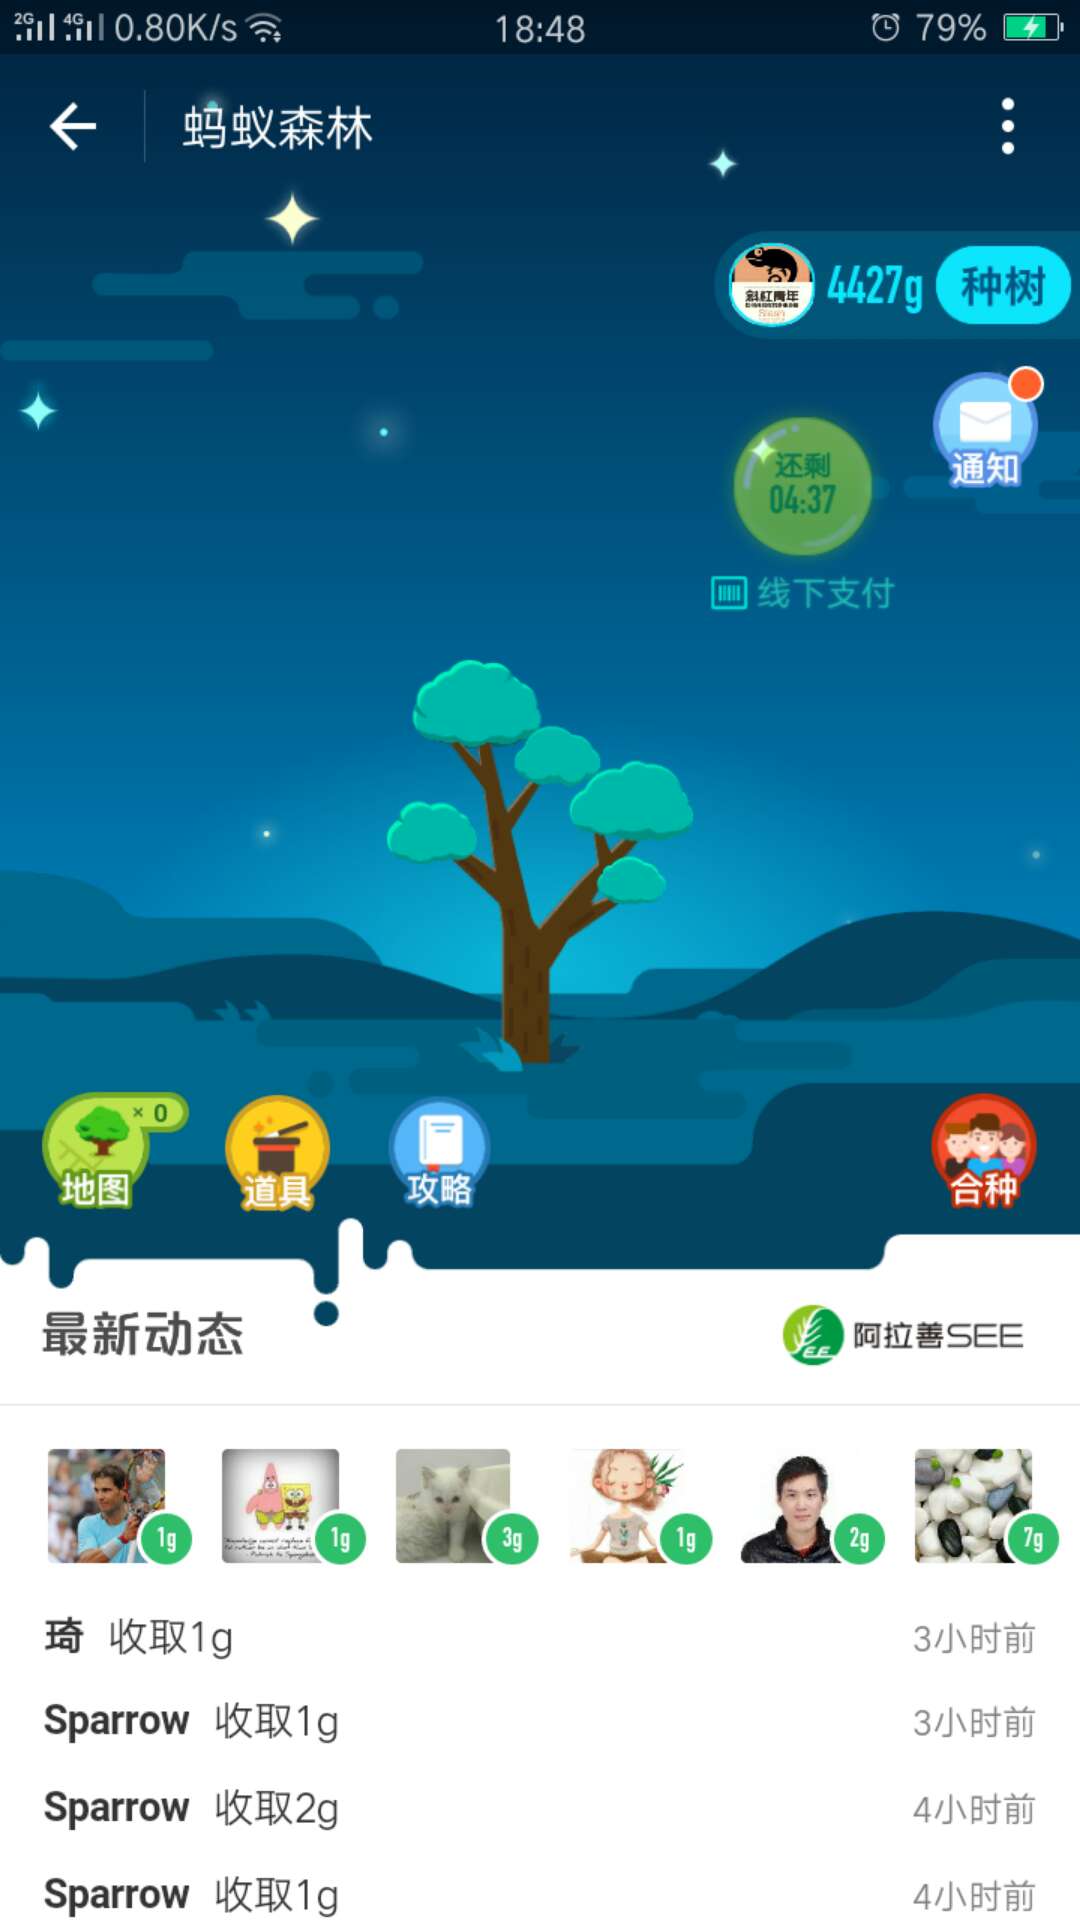 2G 4G 0.80K/s 18:48 79%
蚂蚁森林
斜杠青年
4427g 种树
通知
还剩
04:37
线下支付
× 0
地图 道具 攻略 合种
最新动态 阿拉善SEE
1g 1g 3g 1g 2g 7g
琦 收取1g 3小时前
Sparrow 收取1g 3小时前
Sparrow 收取2g 4小时前
Sparrow 收取1g 4小时前